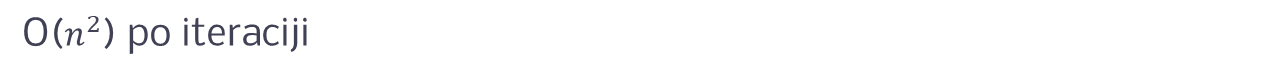 O(n²) po iteraciji